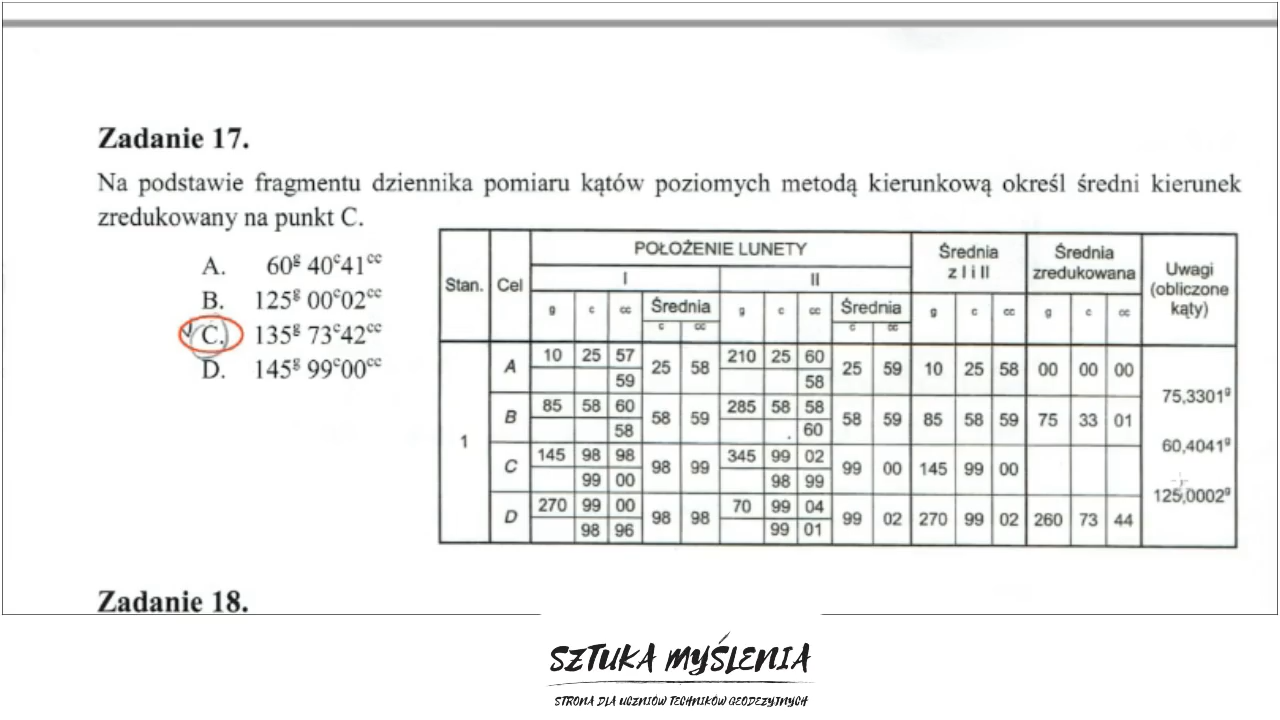 Zadanie 17.
Na podstawie fragmentu dziennika pomiaru kątów poziomych metodą kierunkową określ średni kierunek
zredukowany na punkt C.
A. 60ᵍ 40ᶜ41ᶜᶜ
B. 125ᵍ 00ᶜ02ᶜᶜ
C. 135ᵍ 73ᶜ42ᶜᶜ
D. 145ᵍ 99ᶜ00ᶜᶜ
Stan. Cel POŁOŻENIE LUNETY Średnia z I i II Średnia zredukowana Uwagi (obliczone kąty)
I II
g c cc Średnia g c cc Średnia g c cc g c cc
c cc c cc
1
A 10 25 57 25 58 210 25 60 25 59 10 25 58 00 00 00
59 58
75,3301ᵍ
B 85 58 60 58 59 285 58 58 58 59 85 58 59 75 33 01
58 60
60,4041ᵍ
C 145 98 98 98 99 345 99 02 99 00 145 99 00
99 00 98 99
125,0002ᵍ
D 270 99 00 98 98 70 99 04 99 02 270 99 02 260 73 44
98 96 99 01
Zadanie 18.
SZTUKA MYŚLENIA
STRONA DLA UCZNIÓW TECHNIKÓW GEODEZYJNYCH